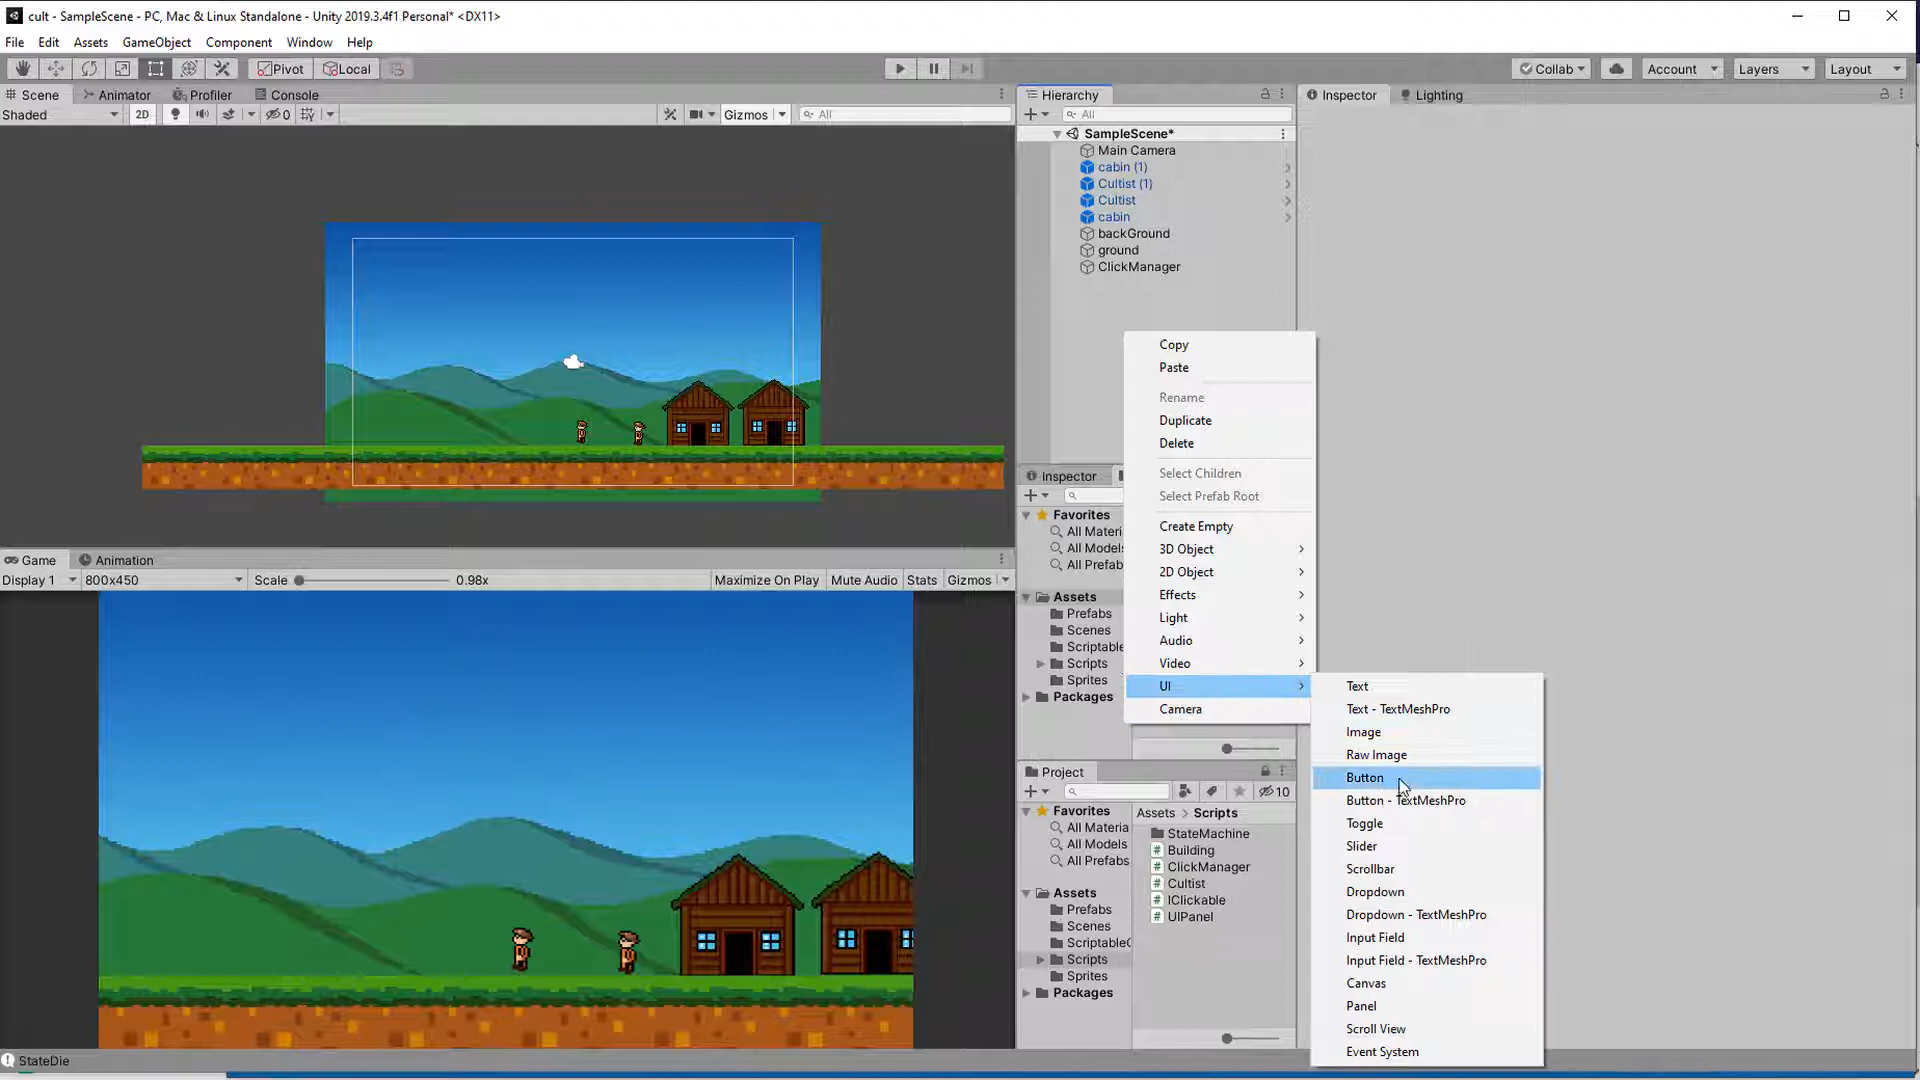 cult - SampleScene - PC, Mac & Linux Standalone - Unity 2019.3.4f1 Personal* <DX11>
File Edit Assets GameObject Component Window Help
Pivot Local Collab Account Layers Layout
Scene Animator Profiler Console
Shaded 2D 0 Gizmos All
Hierarchy
All
SampleScene*
Main Camera
cabin (1)
Cultist (1)
Cultist
cabin
backGround
ground
ClickManager
Inspector Lighting
Copy
Paste
Rename
Duplicate
Delete
Select Children
Select Prefab Root
Create Empty
3D Object
2D Object
Effects
Light
Audio
Video
UI
Camera
Text
Text - TextMeshPro
Image
Raw Image
Button
Button - TextMeshPro
Toggle
Slider
Scrollbar
Dropdown
Dropdown - TextMeshPro
Input Field
Input Field - TextMeshPro
Canvas
Panel
Scroll View
Event System
Inspector
Favorites
All Materi
All Models
All Prefab
Assets
Prefabs
Scenes
Scriptable
Scripts
Sprites
Packages
Game Animation
Display 1 800x450 Scale 0.98x Maximize On Play Mute Audio Stats Gizmos
Project
10
Favorites
All Materia
All Models
All Prefabs
Assets
Prefabs
Scenes
Scriptable
Scripts
Sprites
Packages
Assets > Scripts
StateMachine
Building
ClickManager
Cultist
IClickable
UIPanel
StateDie